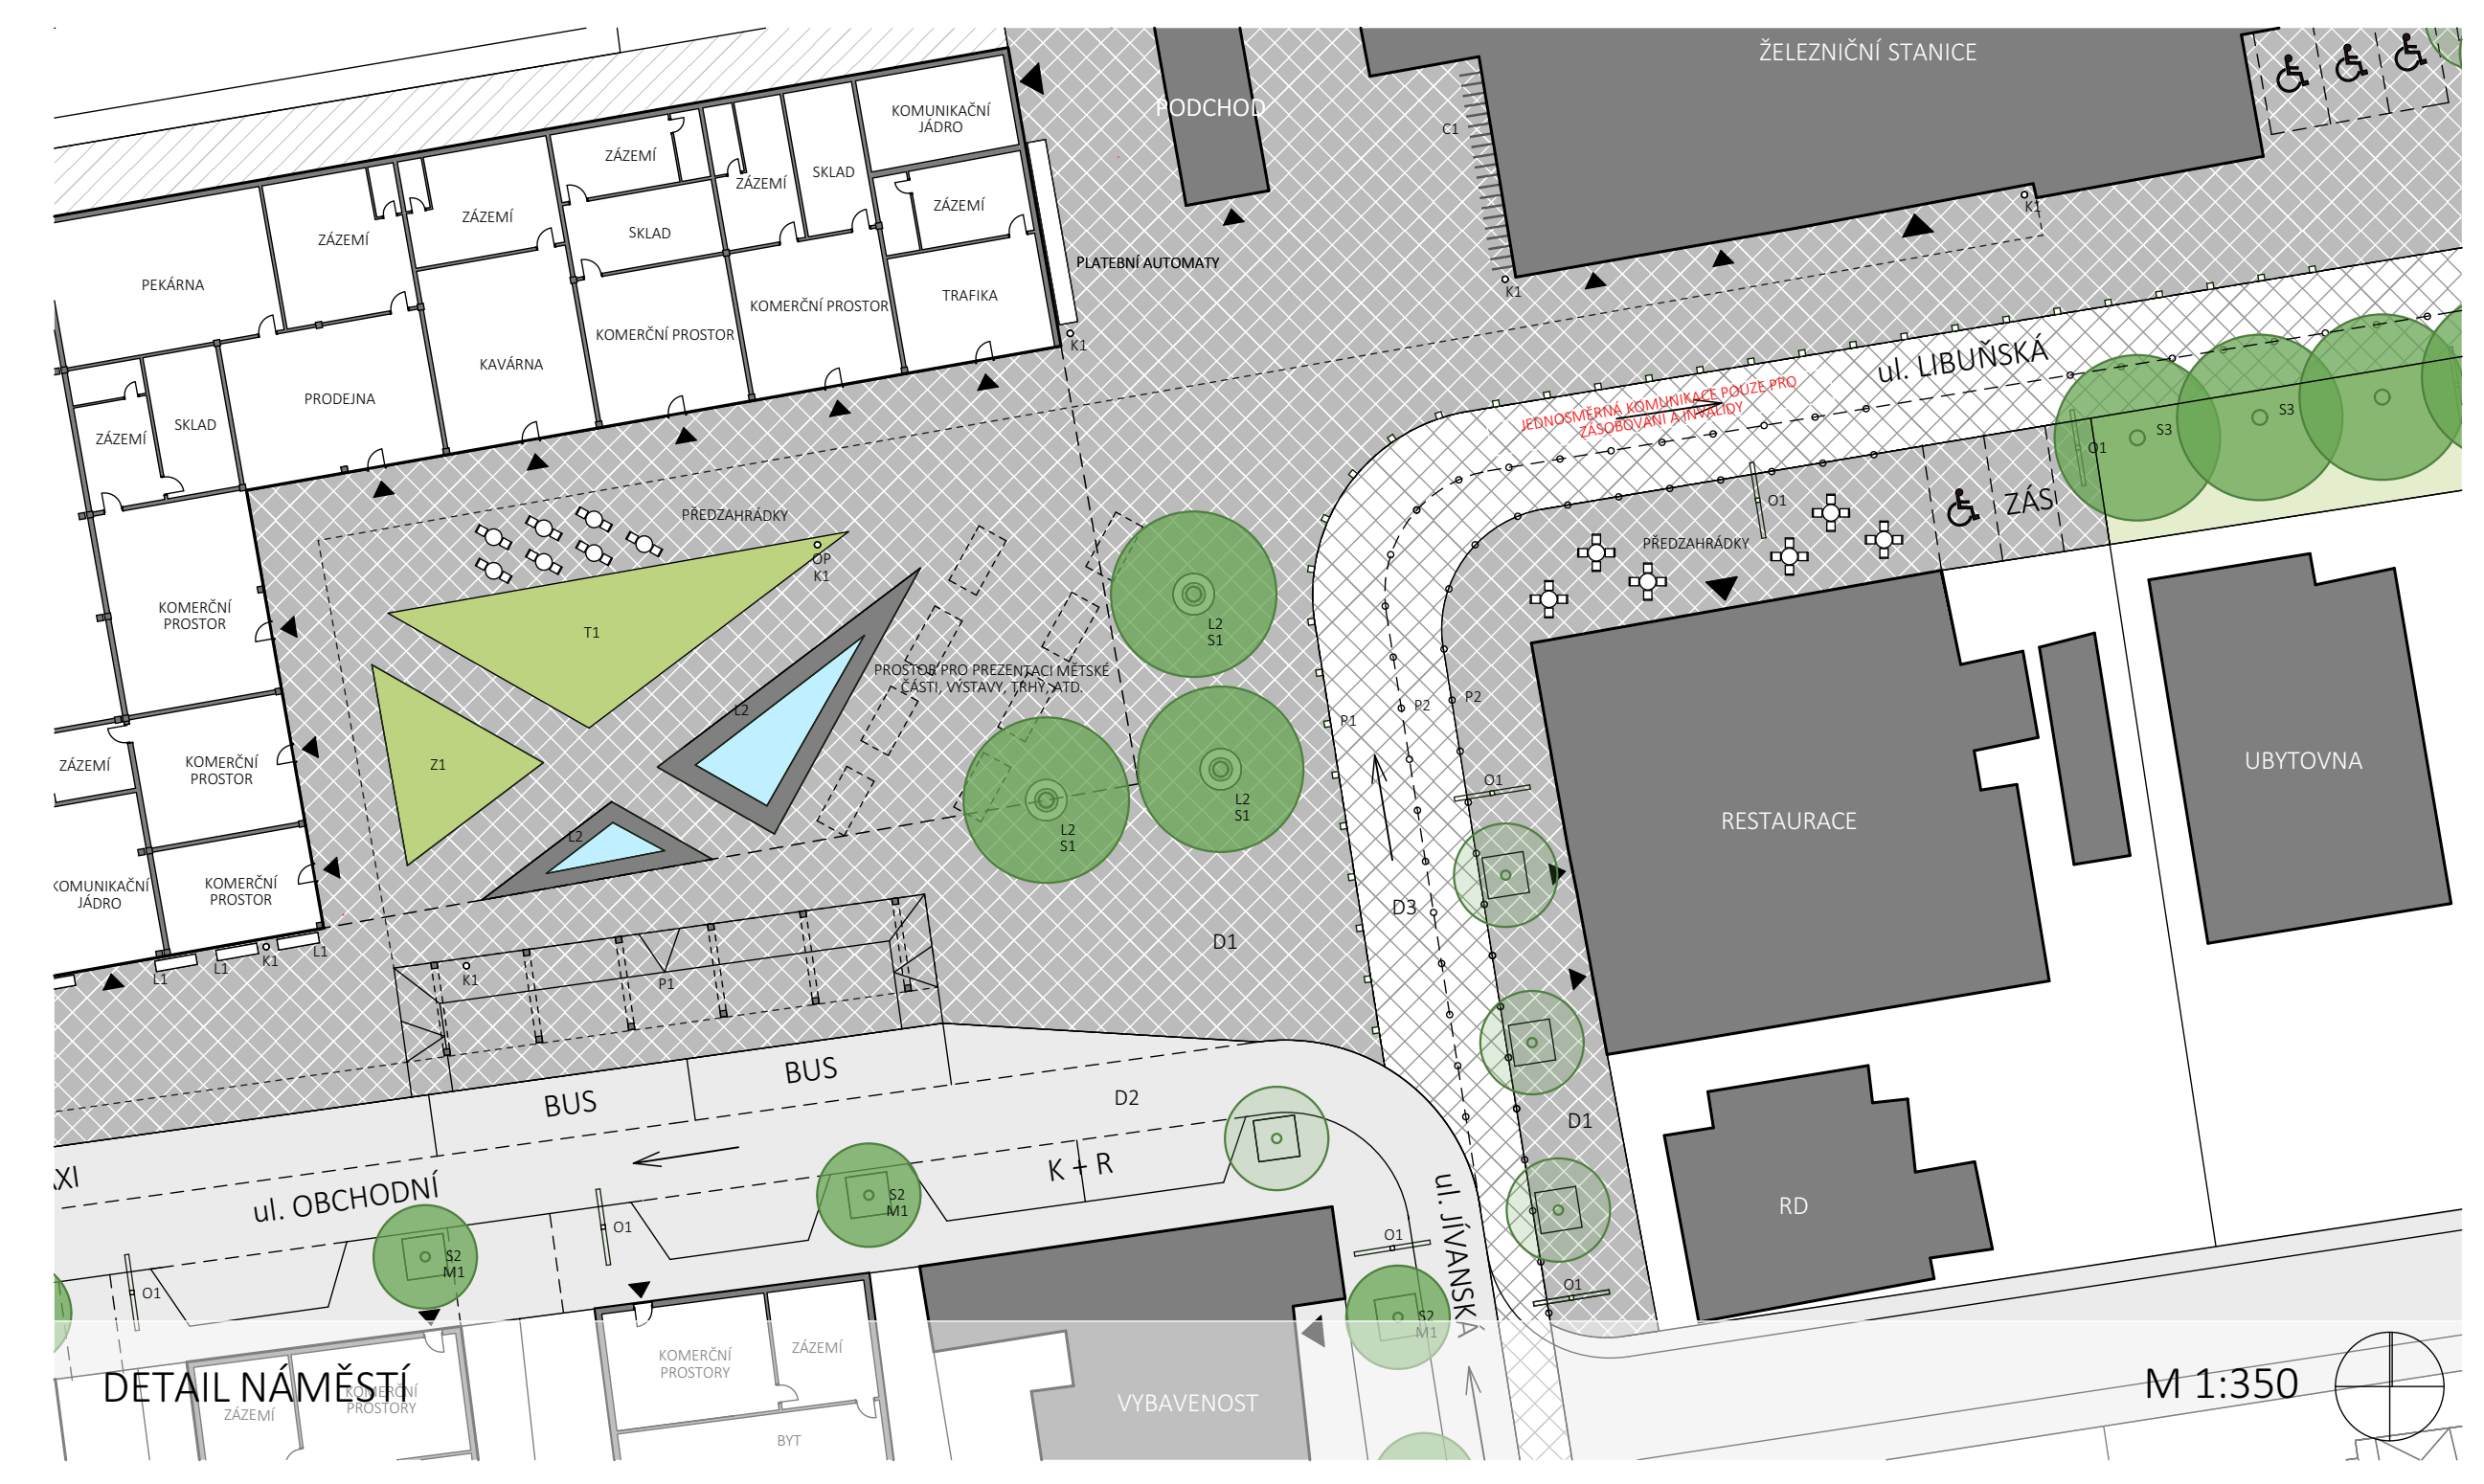 ŽELEZNIČNÍ STANICE
PODCHOD
C1
KOMUNIKAČNÍ
JÁDRO
ZÁZEMÍ
SKLAD
ZÁZEMÍ
ZÁZEMÍ
ZÁZEMÍ
SKLAD
ZÁZEMÍ
PEKÁRNA
K1
PLATEBNÍ AUTOMATY
K1
TRAFIKA
KOMERČNÍ PROSTOR
KOMERČNÍ PROSTOR
K1
KAVÁRNA
PRODEJNA
SKLAD
ZÁZEMÍ
ul. LIBUŇSKÁ
JEDNOSMĚRNÁ KOMUNIKACE POUZE PRO
ZÁSOBOVÁNÍ A INVALIDY
S3
S3
O1
O1
ZÁS
PŘEDZAHRÁDKY
PŘEDZAHRÁDKY
OP
K1
KOMERČNÍ
PROSTOR
T1
L2
S1
PROSTOR PRO PREZENTACI MĚTSKÉ
ČÁSTI, VÝSTAVY, TRHY, ATD.
L2
P1
P2
P2
Z1
ZÁZEMÍ
KOMERČNÍ
PROSTOR
O1
UBYTOVNA
RESTAURACE
L2
S1
L2
S1
L2
KOMUNIKAČNÍ
JÁDRO
KOMERČNÍ
PROSTOR
D3
D1
L1
L1
K1
L1
K1
P1
BUS
BUS
D2
D1
XI
ul. OBCHODNÍ
K + R
S2
M1
O1
S2
M1
O1
O1
ul. JÍVANSKÁ
RD
O1
S2
M1
KOMERČNÍ
PROSTORY
ZÁZEMÍ
DETAIL NÁMĚSTÍ
KOMERČNÍ
PROSTORY
ZÁZEMÍ
VYBAVENOST
BYT
M 1:350